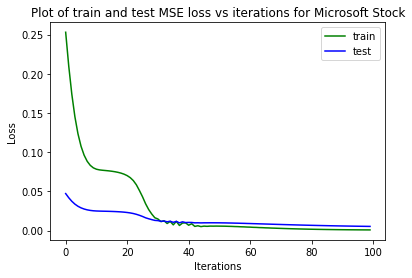 Plot of train and test MSE loss vs iterations for Microsoft Stock
train
test
Loss
0.25
0.20
0.15
0.10
0.05
0.00
0 20 40 60 80 100
Iterations